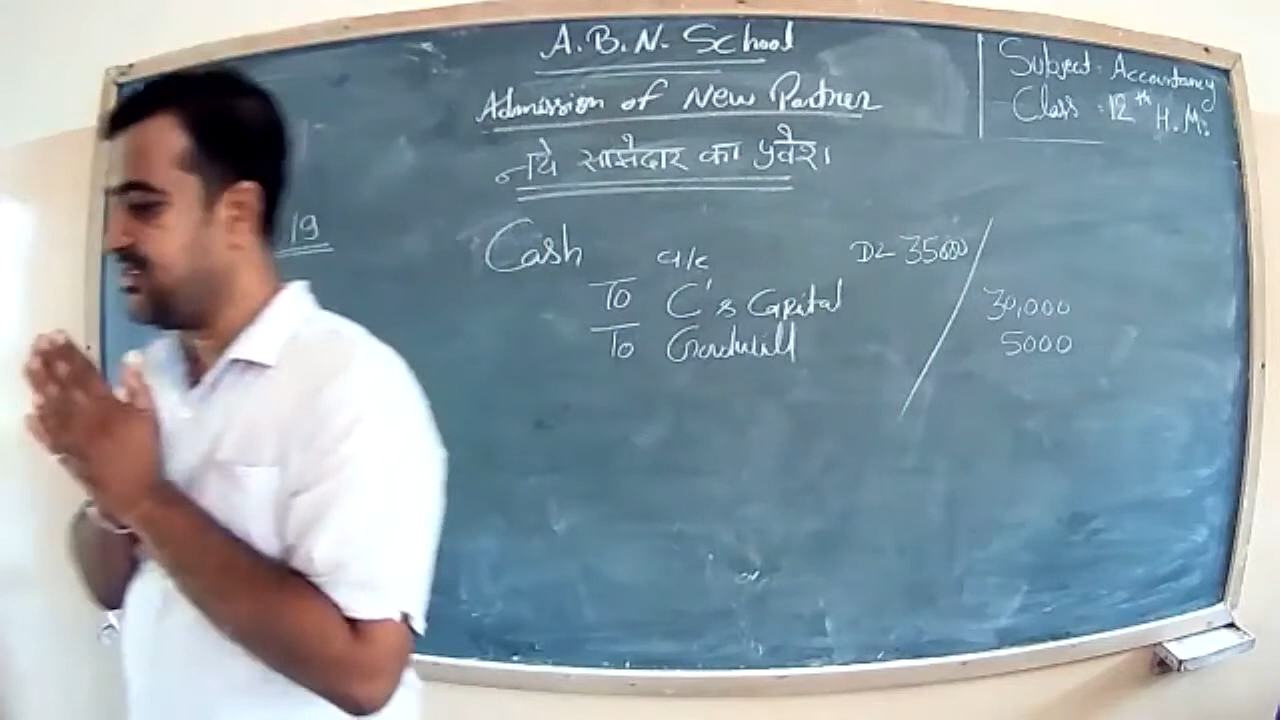 A.B.N. School
Admission of New Partner
नये साझेदार का प्रवेश।
Subject: Accountancy
Class : 12th H.M.
19
Cash a/c Dr 35000
To C's Capital 30,000
To Goodwill 5000